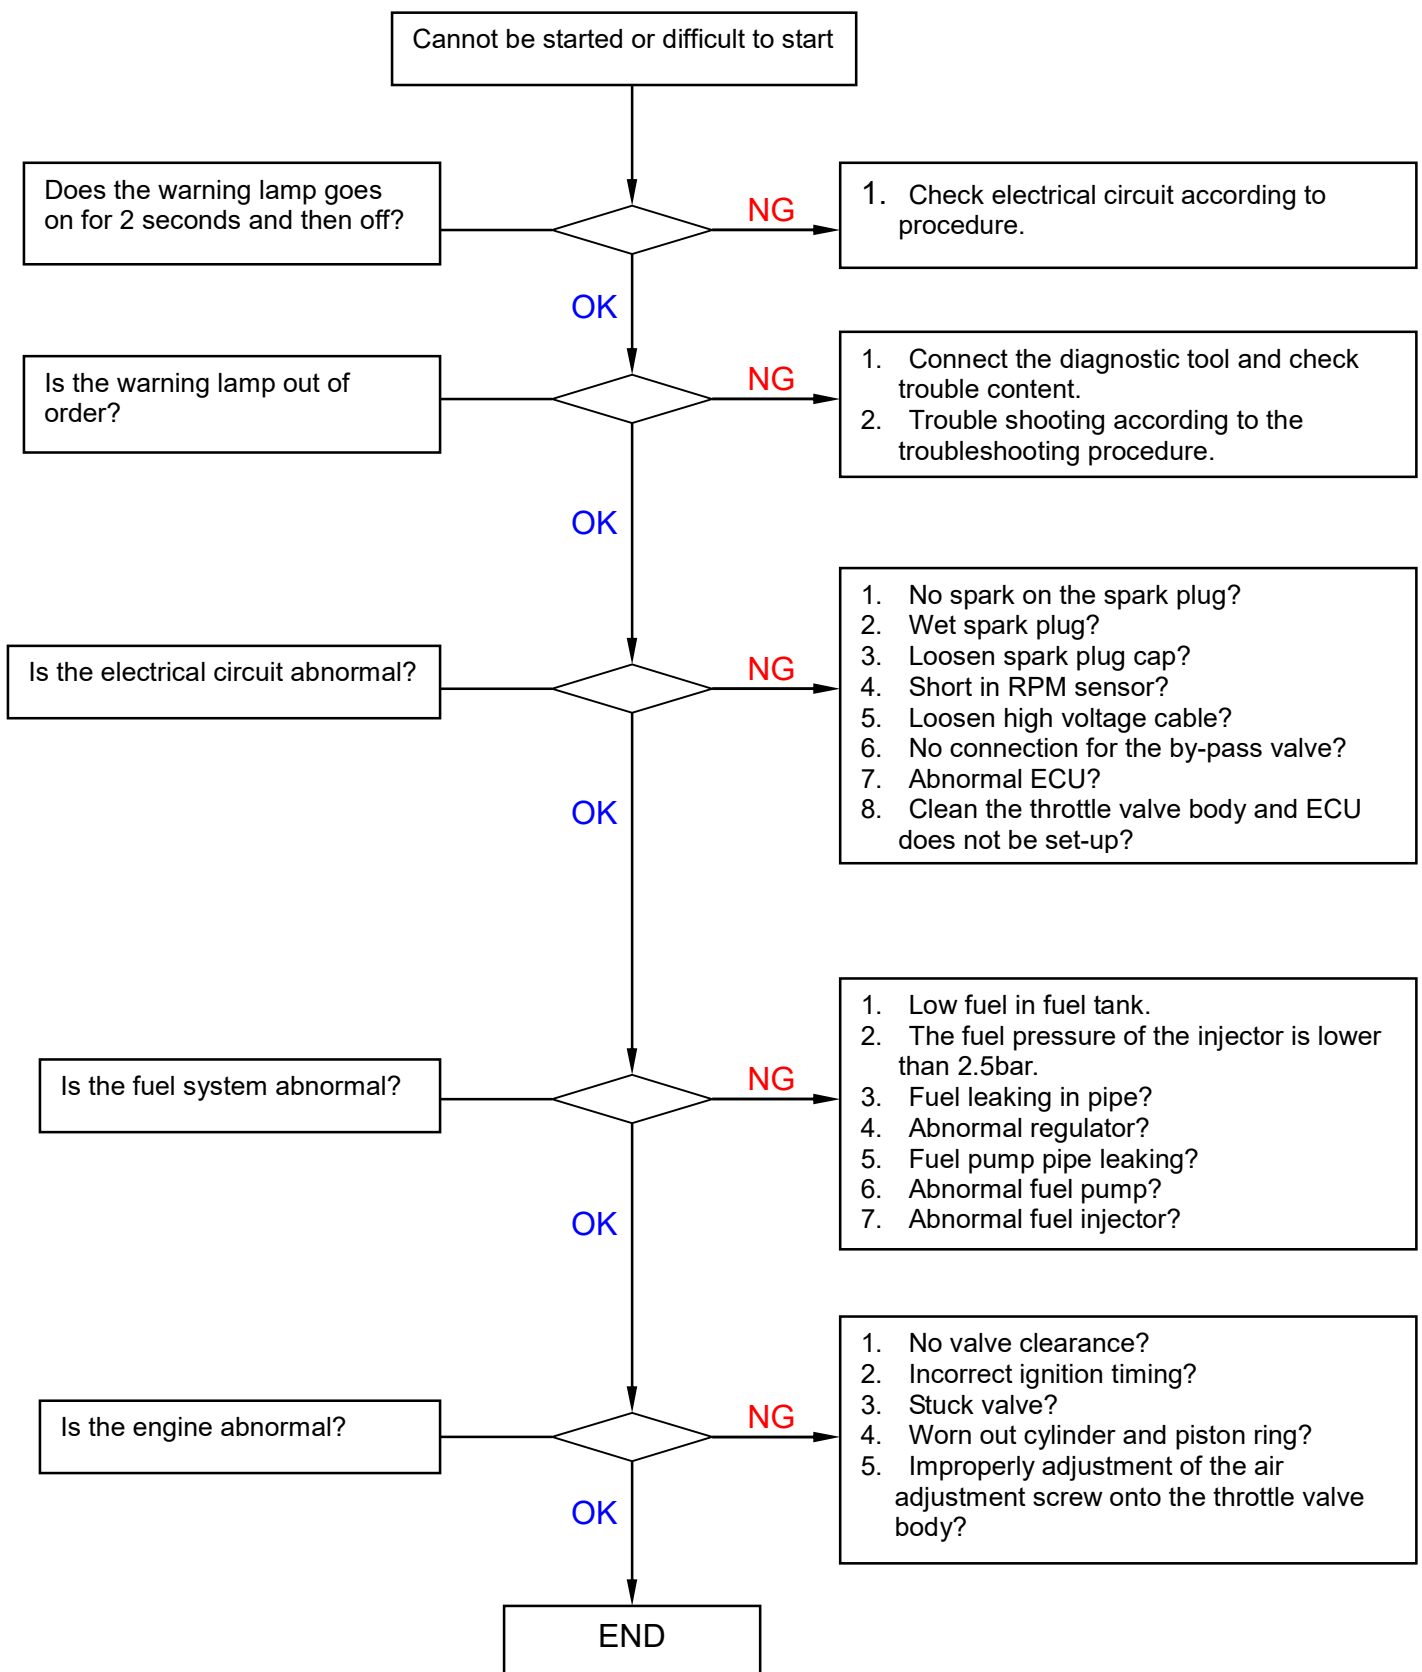 Cannot be started or difficult to start
Does the warning lamp goes
on for 2 seconds and then off?
NG
1. Check electrical circuit according to
procedure.
OK
Is the warning lamp out of
order?
NG
1. Connect the diagnostic tool and check
trouble content.
2. Trouble shooting according to the
troubleshooting procedure.
OK
Is the electrical circuit abnormal?
NG
1. No spark on the spark plug?
2. Wet spark plug?
3. Loosen spark plug cap?
4. Short in RPM sensor?
5. Loosen high voltage cable?
6. No connection for the by-pass valve?
7. Abnormal ECU?
8. Clean the throttle valve body and ECU
does not be set-up?
OK
Is the fuel system abnormal?
NG
1. Low fuel in fuel tank.
2. The fuel pressure of the injector is lower
than 2.5bar.
3. Fuel leaking in pipe?
4. Abnormal regulator?
5. Fuel pump pipe leaking?
6. Abnormal fuel pump?
7. Abnormal fuel injector?
OK
Is the engine abnormal?
NG
1. No valve clearance?
2. Incorrect ignition timing?
3. Stuck valve?
4. Worn out cylinder and piston ring?
5. Improperly adjustment of the air
adjustment screw onto the throttle valve
body?
OK
END